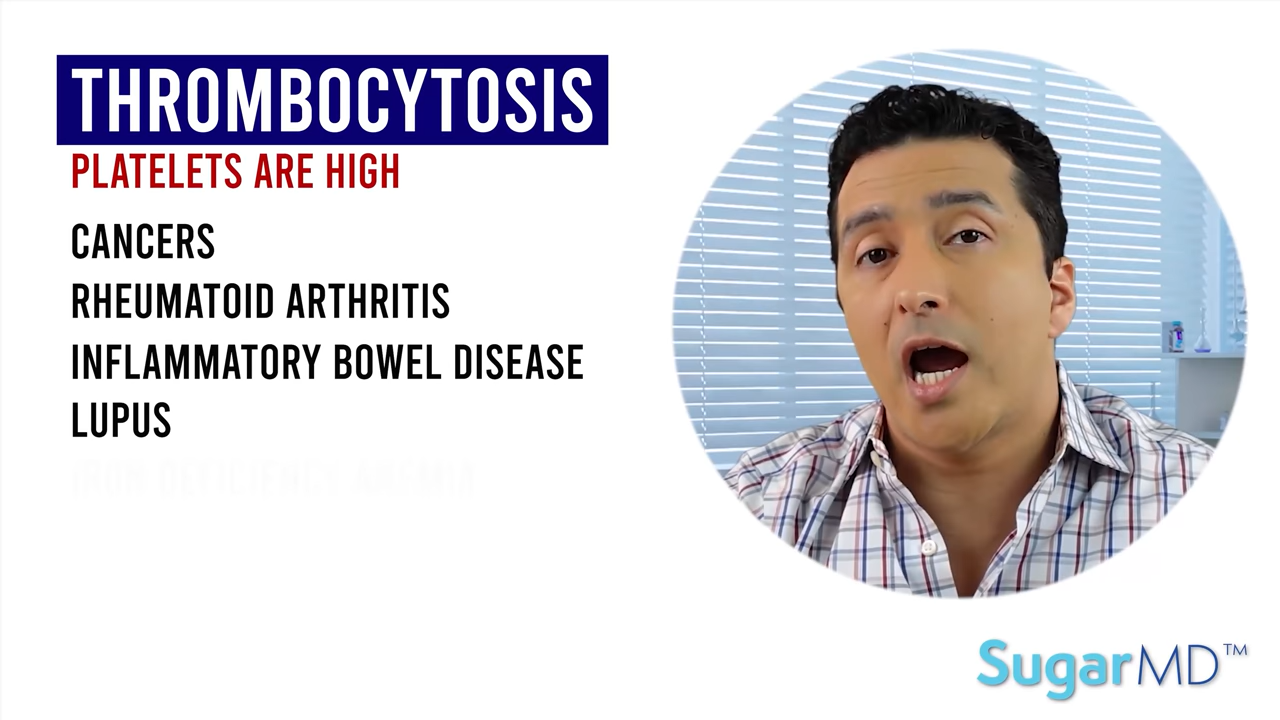 THROMBOCYTOSIS
PLATELETS ARE HIGH
CANCERS
RHEUMATOID ARTHRITIS
INFLAMMATORY BOWEL DISEASE
LUPUS
SugarMD™